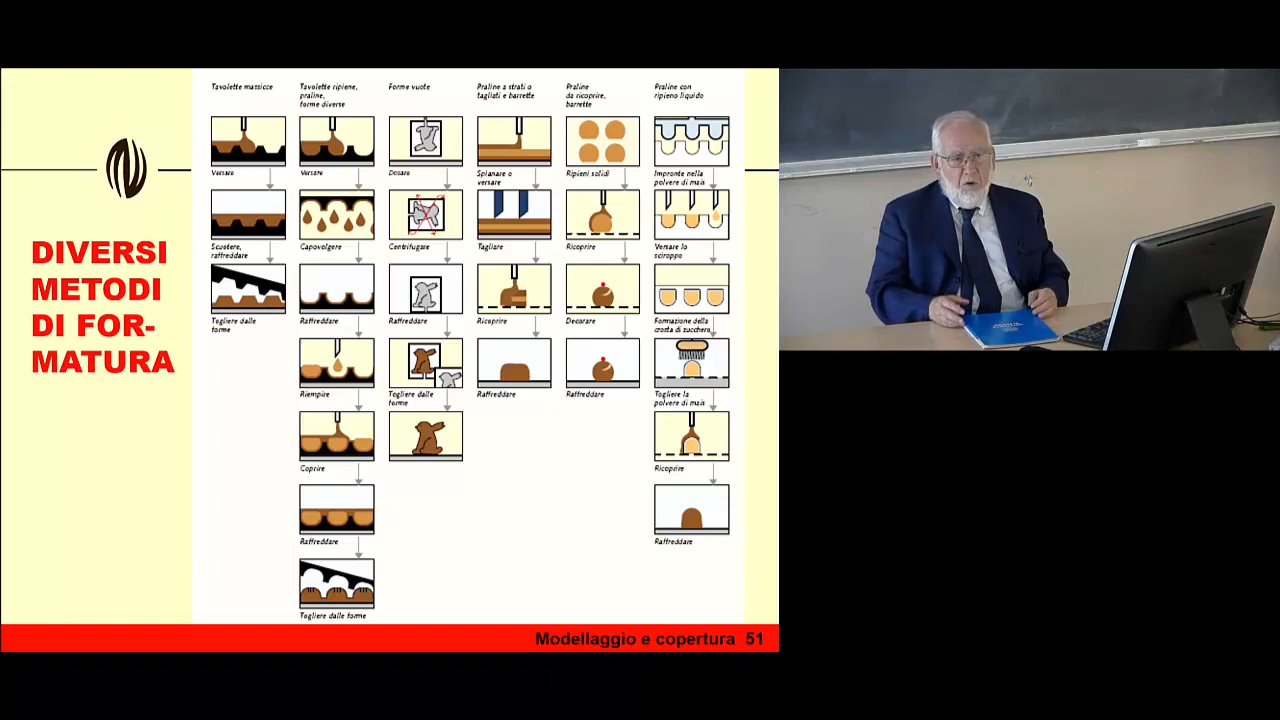 DIVERSI
METODI
DI FOR-
MATURA
Tavolette massicce
Versare
Scuotere,
raffreddare
Togliere dalle
forme
Tavolette ripiene,
praline,
forme diverse
Versare
Capovolgere
Raffreddare
Riempire
Coprire
Raffreddare
Togliere dalle forme
Forme vuote
Dosare
Centrifugare
Raffreddare
Togliere dalle
forme
Praline a strati o
tagliati e barrette
Spianare o
versare
Tagliare
Ricoprire
Raffreddare
Praline
da ricoprire,
barrette
Ripieni solidi
Ricoprire
Decorare
Raffreddare
Praline con
ripieno liquido
Impronte nella
polvere di mais
Versare lo
sciroppo
Formazione della
crosta di zucchero
Togliere la
polvere di mais
Ricoprire
Raffreddare
Modellaggio e copertura 51